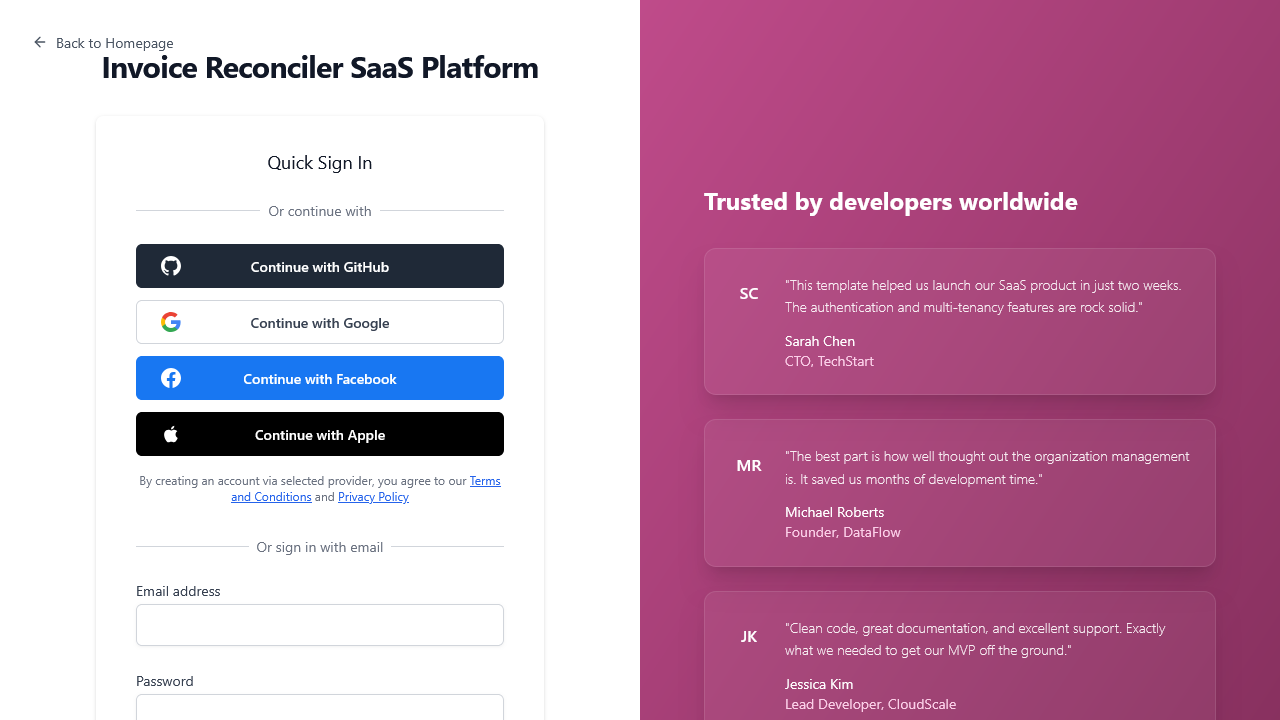 Back to Homepage
Invoice Reconciler SaaS Platform
Quick Sign In
Or continue with
Continue with GitHub
Continue with Google
Continue with Facebook
Continue with Apple
By creating an account via selected provider, you agree to our Terms
and Conditions and Privacy Policy
Or sign in with email
Email address
Password
Trusted by developers worldwide
SC
"This template helped us launch our SaaS product in just two weeks.
The authentication and multi-tenancy features are rock solid."
Sarah Chen
CTO, TechStart
MR
"The best part is how well thought out the organization management
is. It saved us months of development time."
Michael Roberts
Founder, DataFlow
JK
"Clean code, great documentation, and excellent support. Exactly
what we needed to get our MVP off the ground."
Jessica Kim
Lead Developer, CloudScale